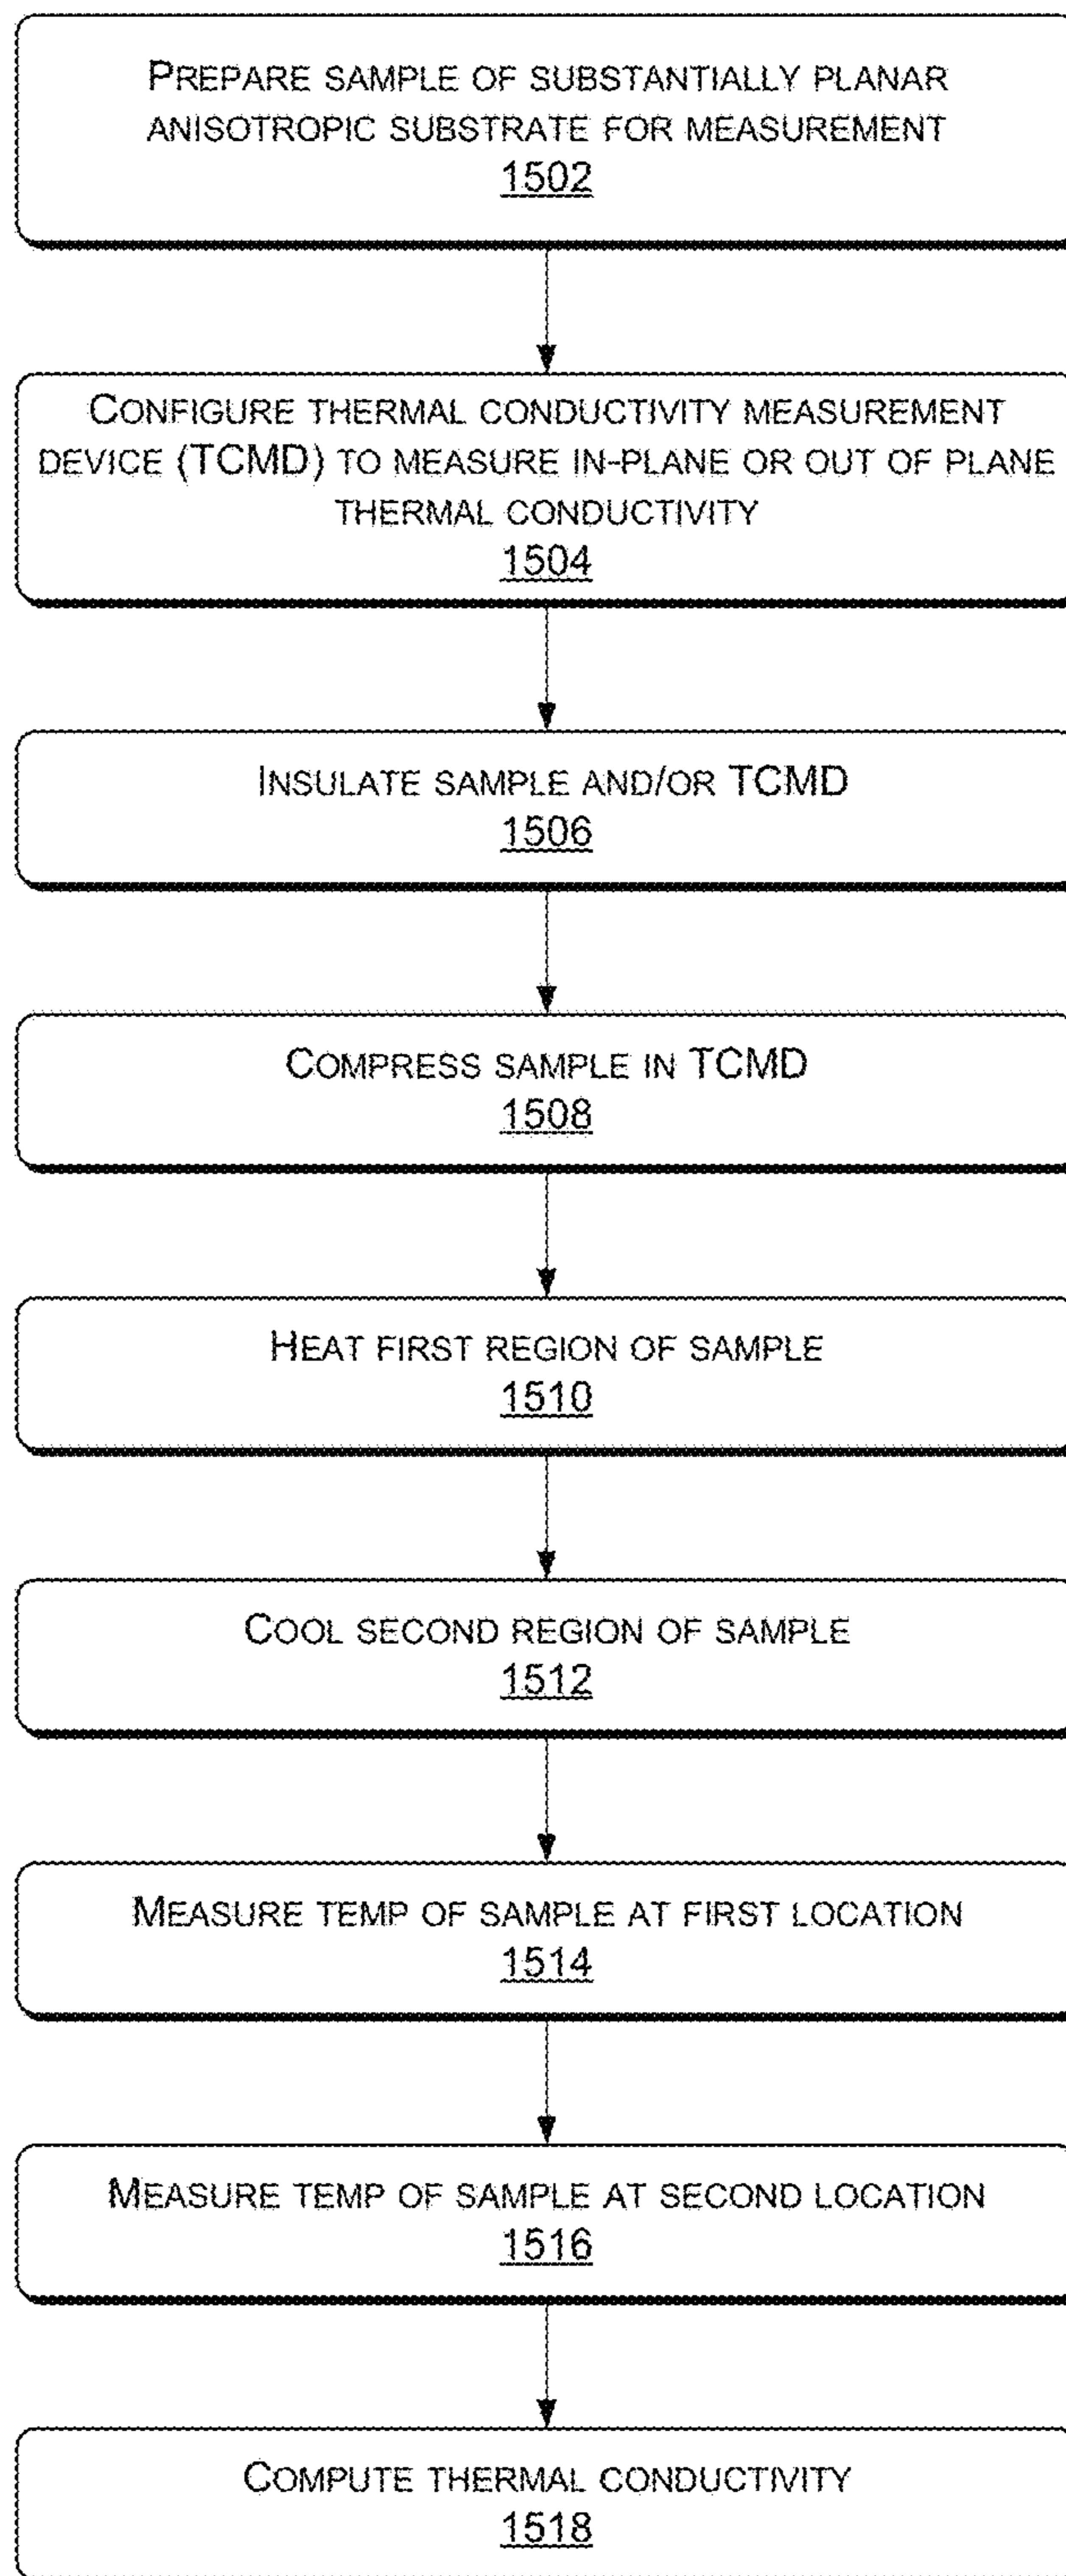 PREPARE SAMPLE OF SUBSTANTIALLY PLANAR
ANISOTROPIC SUBSTRATE FOR MEASUREMENT
1502
CONFIGURE THERMAL CONDUCTIVITY MEASUREMENT
DEVICE (TCMD) TO MEASURE IN-PLANE OR OUT OF PLANE
THERMAL CONDUCTIVITY
1504
INSULATE SAMPLE AND/OR TCMD
1506
COMPRESS SAMPLE IN TCMD
1508
HEAT FIRST REGION OF SAMPLE
1510
COOL SECOND REGION OF SAMPLE
1512
MEASURE TEMP OF SAMPLE AT FIRST LOCATION
1514
MEASURE TEMP OF SAMPLE AT SECOND LOCATION
1516
COMPUTE THERMAL CONDUCTIVITY
1518